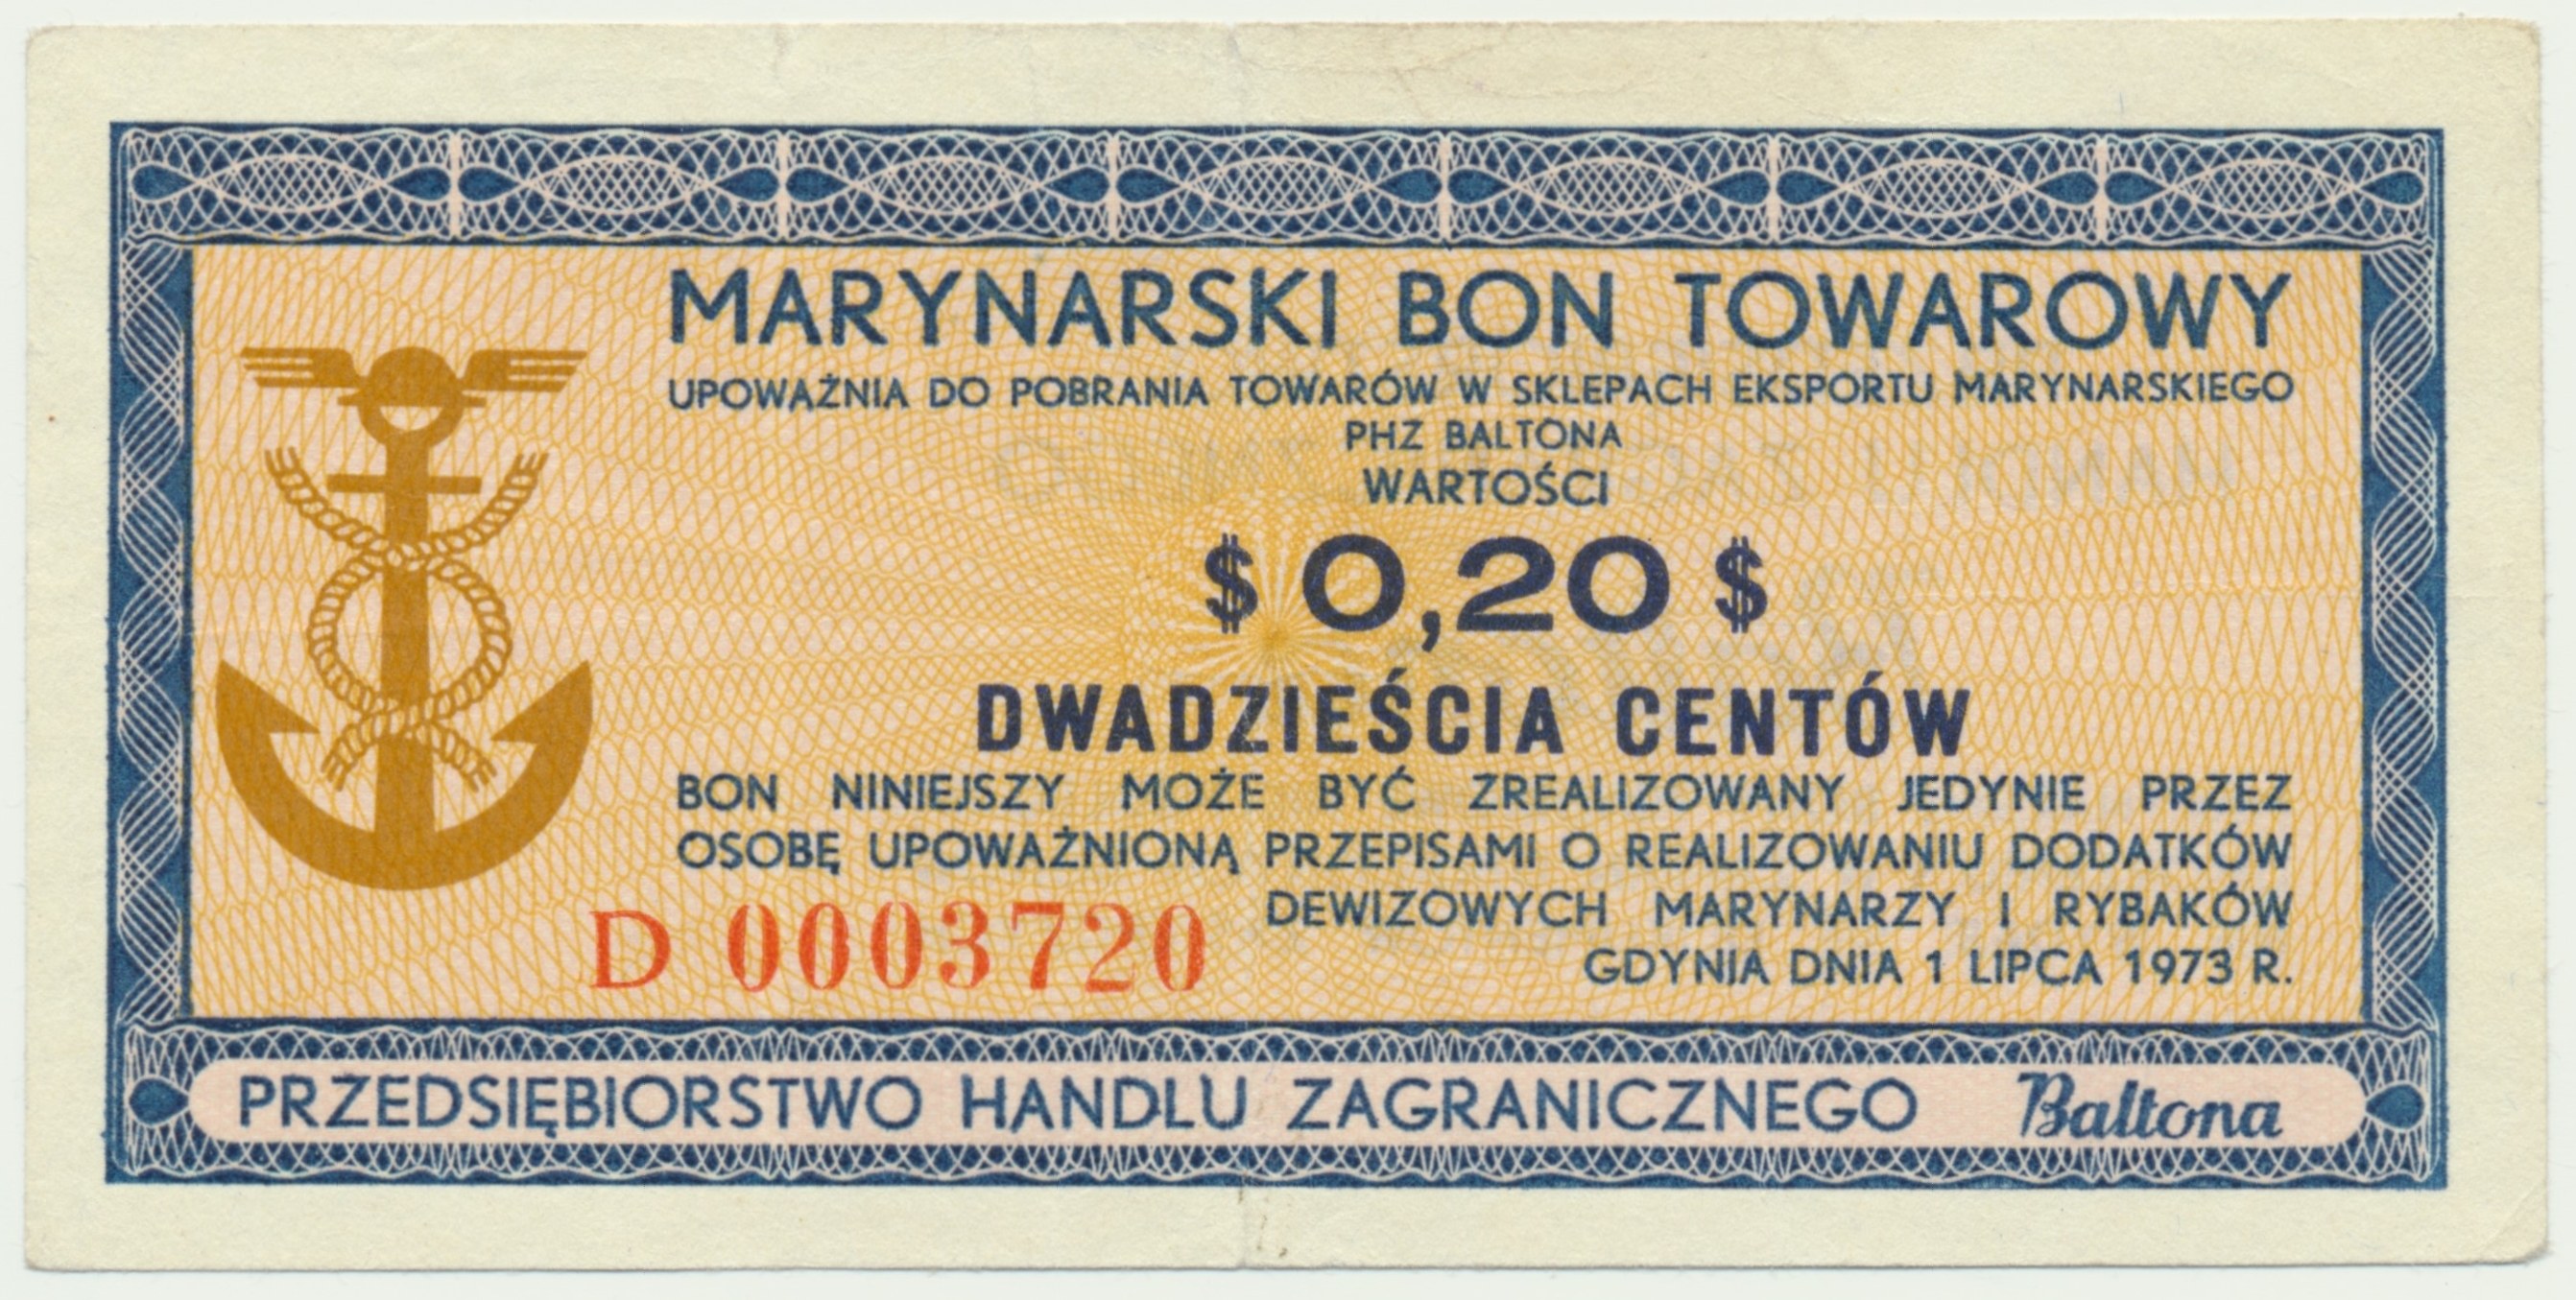 MARYNARSKI BON TOWAROWY
UPOWAŻNIA DO POBRANIA TOWARÓW W SKLEPACH EKSPORTU MARYNARSKIEGO
PHZ BALTONA
WARTOŚCI
$ 0,20 $
DWADZIEŚCIA CENTÓW
BON NINIEJSZY MOŻE BYĆ ZREALIZOWANY JEDYNIE PRZEZ
OSOBĘ UPOWAŻNIONĄ PRZEPISAMI O REALIZOWANIU DODATKÓW
DEWIZOWYCH MARYNARZY I RYBAKÓW
D 0003720
GDYNIA DNIA 1 LIPCA 1973 R.
PRZEDSIĘBIORSTWO HANDLU ZAGRANICZNEGO Baltona